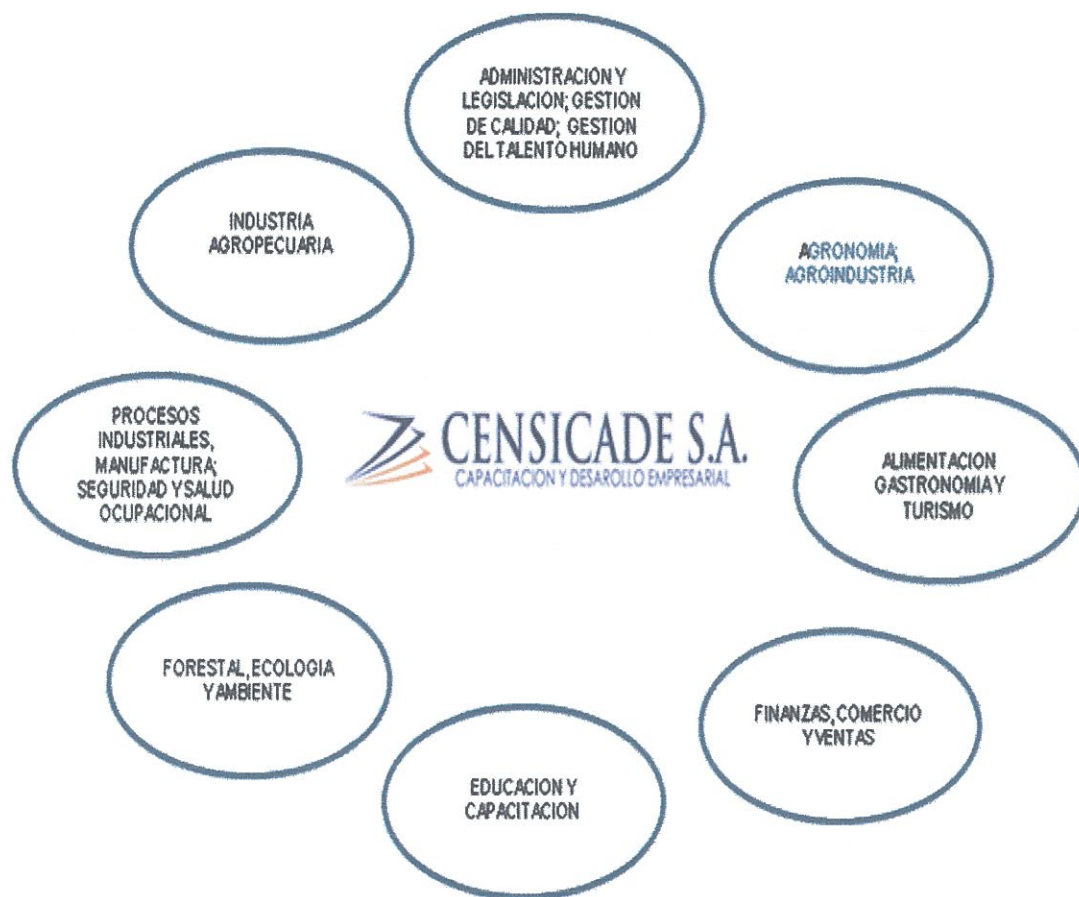 ADMINISTRACION Y
LEGISLACION; GESTION
DE CALIDAD; GESTION
DEL TALENTO HUMANO
INDUSTRIA
AGROPECUARIA
AGRONOMIA;
AGROINDUSTRIA
PROCESOS
INDUSTRIALES,
MANUFACTURA;
SEGURIDAD Y SALUD
OCUPACIONAL
CENSICADE S.A.
CAPACITACION Y DESAROLLO EMPRESARIAL
ALIMENTACION
GASTRONOMIA Y
TURISMO
FORESTAL, ECOLOGIA
Y AMBIENTE
FINANZAS, COMERCIO
Y VENTAS
EDUCACION Y
CAPACITACION